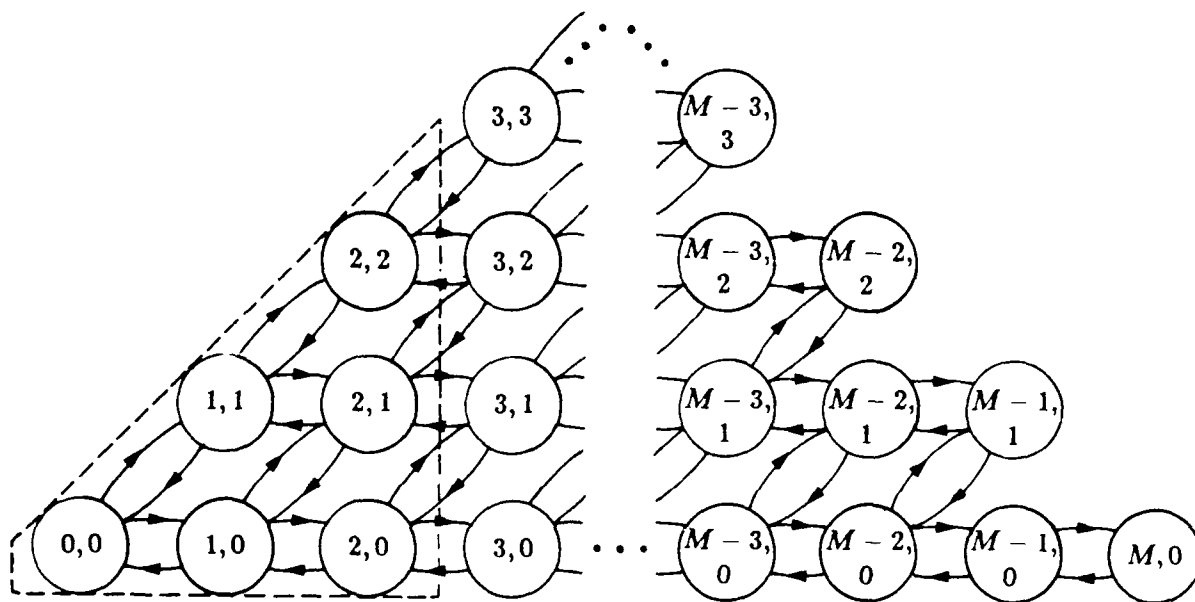 3, 3
M − 3,
3
2, 2
3, 2
M − 3,
2
M − 2,
2
1, 1
2, 1
3, 1
M − 3,
1
M − 2,
1
M − 1,
1
0, 0
1, 0
2, 0
3, 0
M − 3,
0
M − 2,
0
M − 1,
0
M, 0